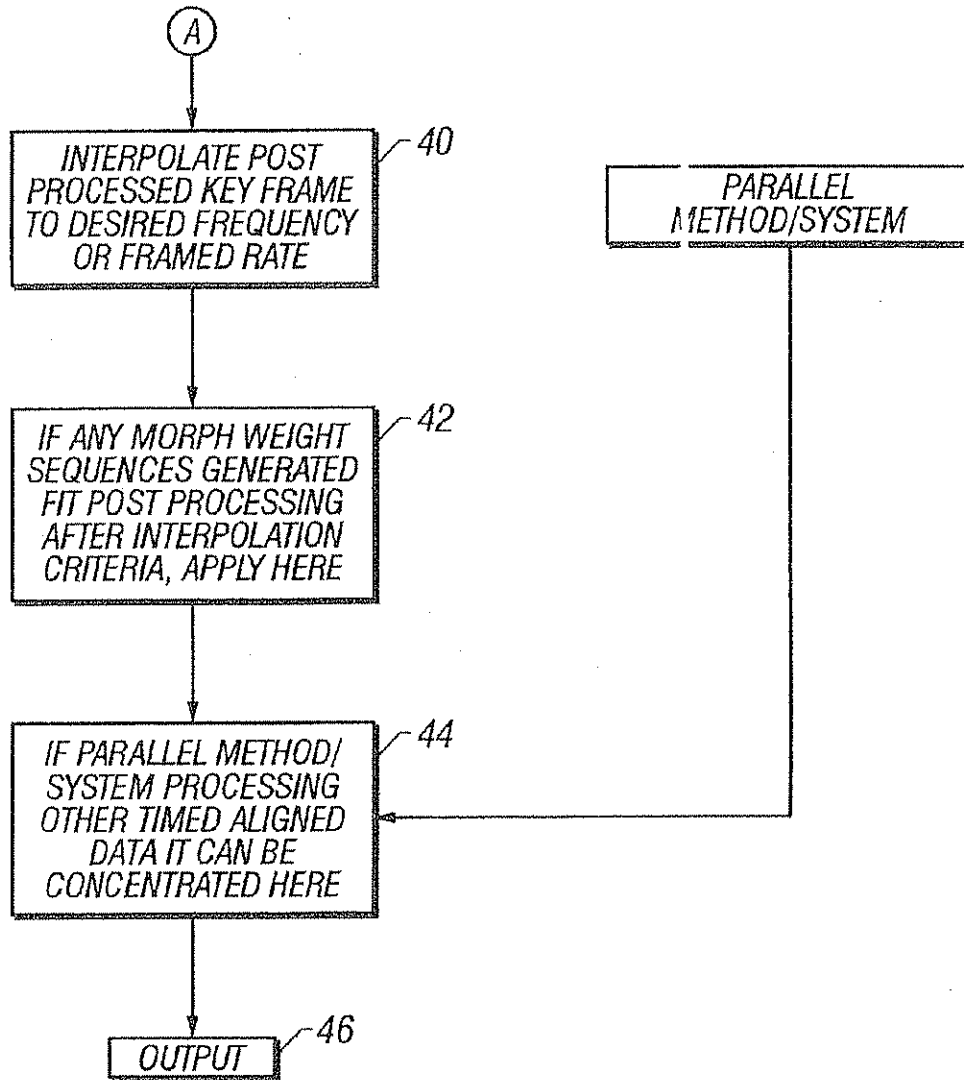 A
INTERPOLATE POST
PROCESSED KEY FRAME
TO DESIRED FREQUENCY
OR FRAMED RATE
40
PARALLEL
METHOD/SYSTEM
IF ANY MORPH WEIGHT
SEQUENCES GENERATED
FIT POST PROCESSING
AFTER INTERPOLATION
CRITERIA, APPLY HERE
42
IF PARALLEL METHOD/
SYSTEM PROCESSING
OTHER TIMED ALIGNED
DATA IT CAN BE
CONCENTRATED HERE
44
OUTPUT
46